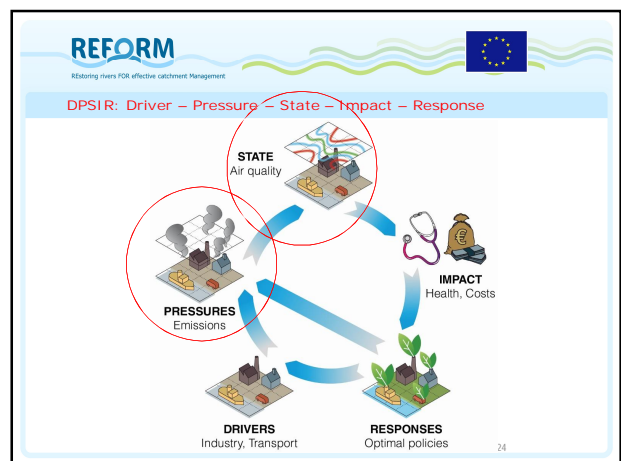 REFORM
REstoring rivers FOR effective catchment Management
DPSIR: Driver – Pressure – State – Impact – Response
STATE
Air quality
€
IMPACT
Health, Costs
PRESSURES
Emissions
DRIVERS
Industry, Transport
RESPONSES
Optimal policies
24